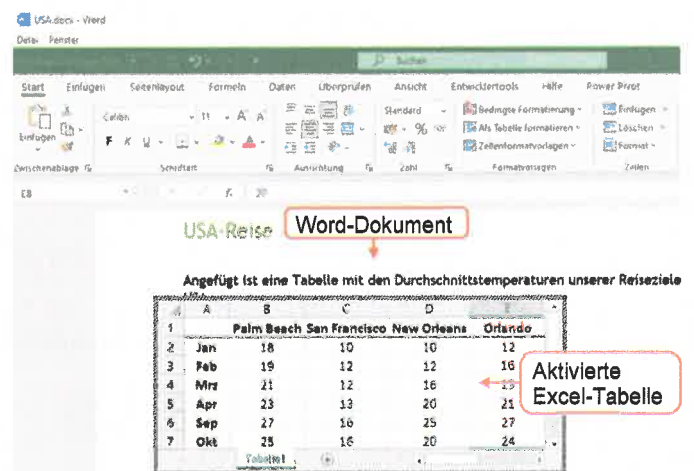 USA.docx - Word
Datei Fenster
Suchen
Start Einfügen Seitenlayout Formeln Daten Überprüfen Ansicht Entwicklertools Hilfe Power Pivot
Einfügen Calibri 11 A A Standard Bedingte Formatierung Einfügen
F K U % Als Tabelle formatieren Löschen
Zellenformatvorlagen Format
Zwischenablage Schriftart Ausrichtung Zahl Formatvorlagen Zellen
E8 fx 20
USA-Reise Word-Dokument
Angefügt ist eine Tabelle mit den Durchschnittstemperaturen unserer Reiseziele
A B C D E
1 Palm Beach San Francisco New Orleans Orlando
2 Jan 18 10 10 12
3 Feb 19 12 12 16
4 Mrz 21 12 16 19
5 Apr 23 13 20 21
6 Sep 27 16 25 27
7 Okt 25 16 20 24
Aktivierte
Excel-Tabelle
Tabelle1